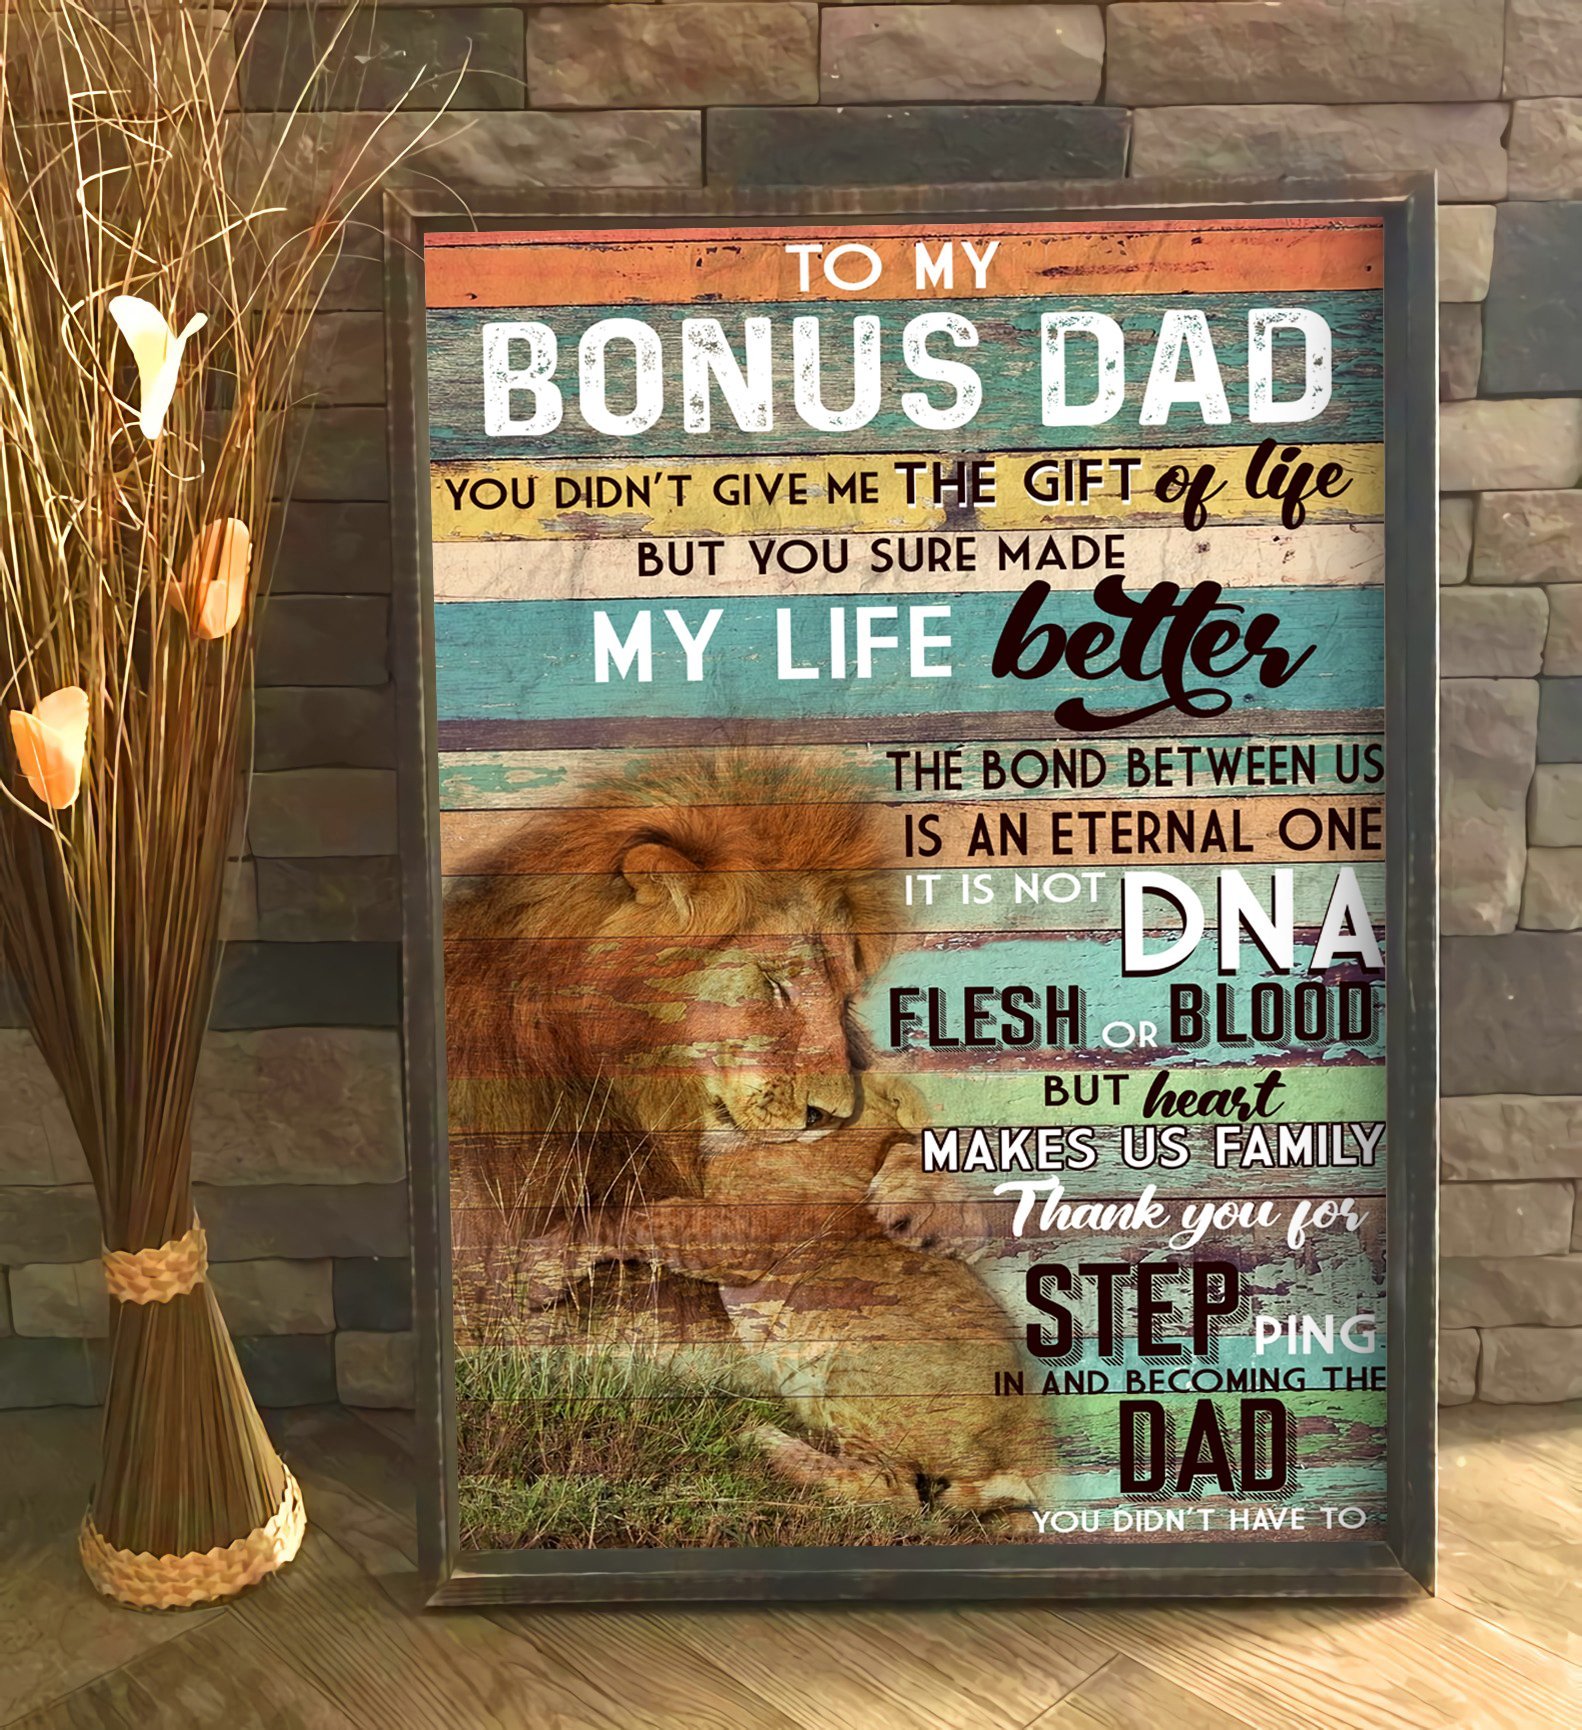 TO MY
BONUS DAD
YOU DIDN'T GIVE ME THE GIFT of life
BUT YOU SURE MADE
MY LIFE better
THE BOND BETWEEN US
IS AN ETERNAL ONE
IT IS NOT DNA
FLESH OR BLOOD
BUT heart
MAKES US FAMILY
Thank you for
STEPPING
IN AND BECOMING THE
DAD
YOU DIDN'T HAVE TO